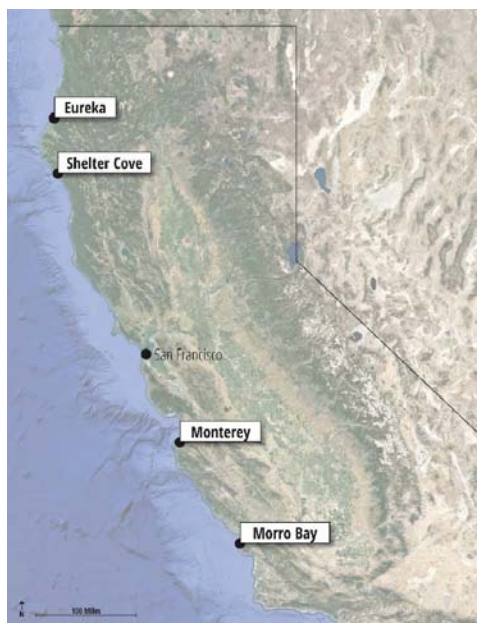 Eureka
Shelter Cove
San Francisco
Monterey
Morro Bay
N
100 Miles